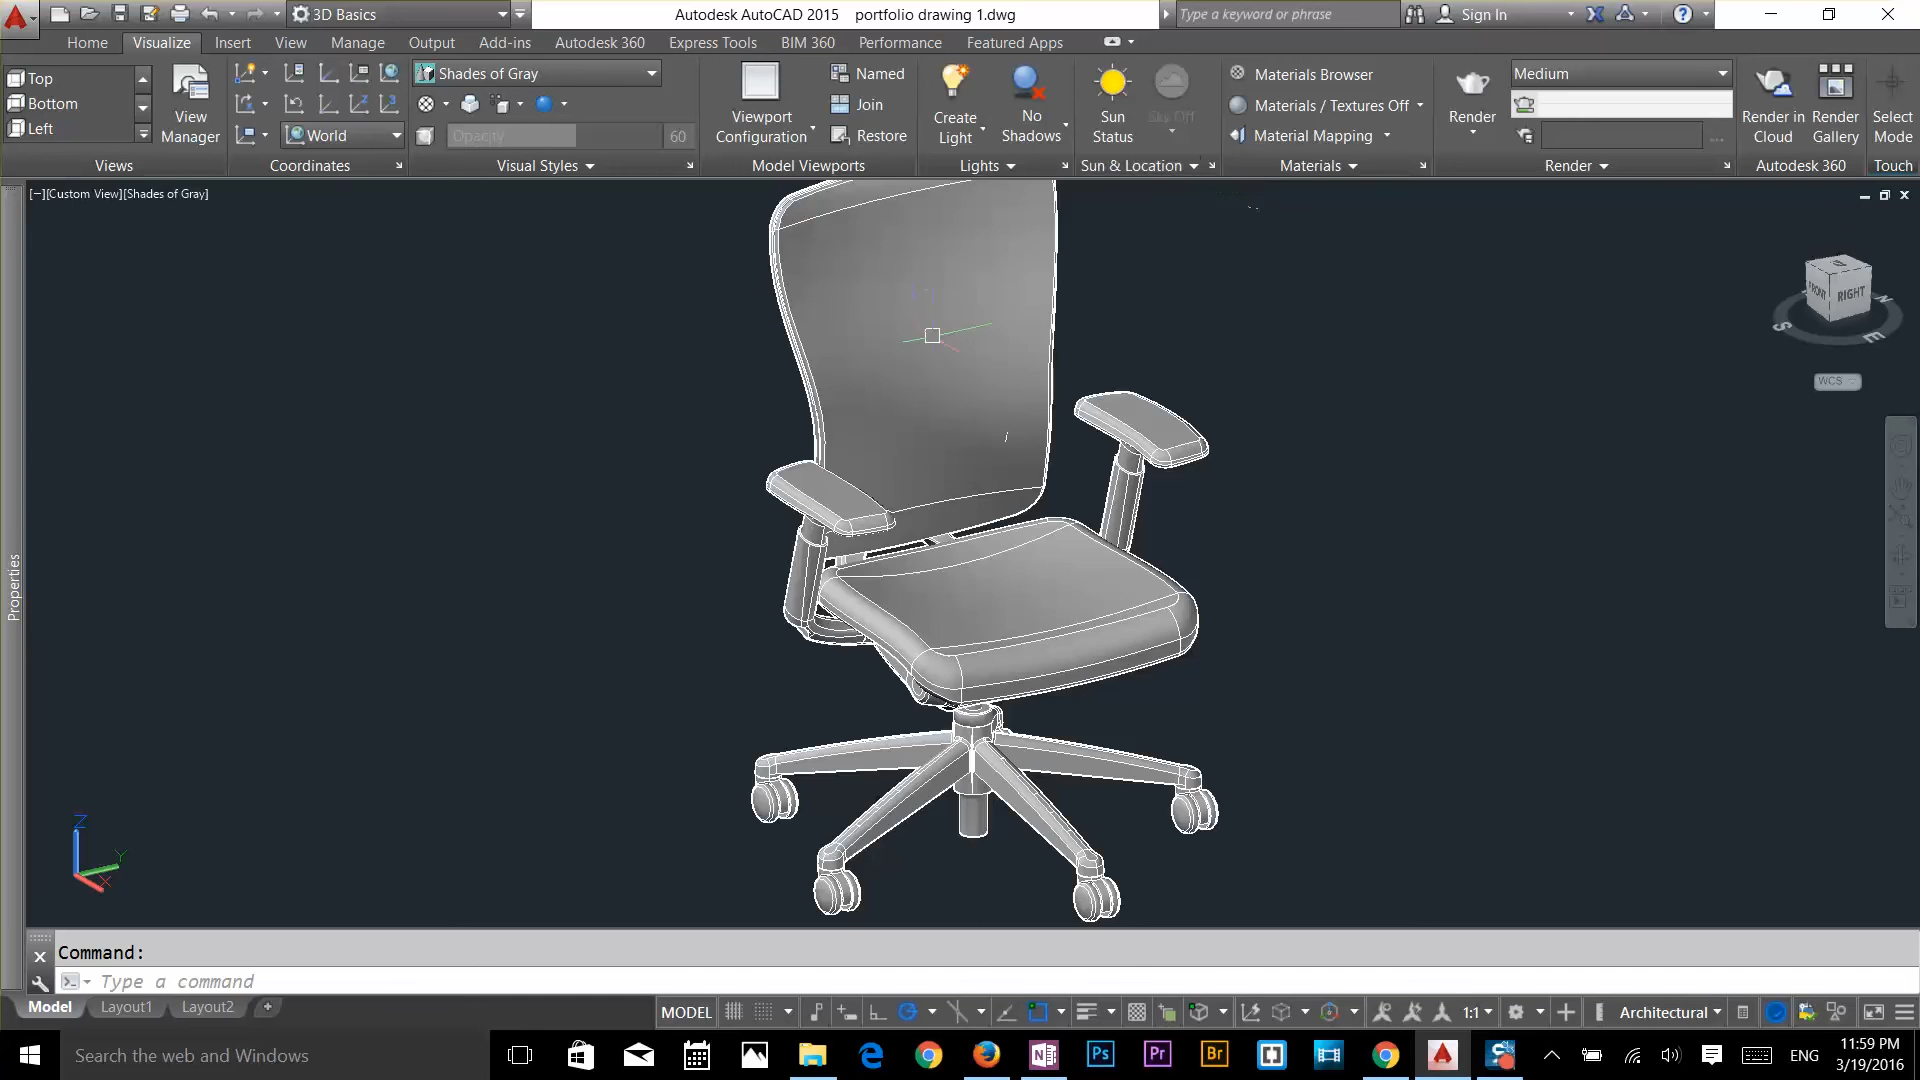 3D Basics
Autodesk AutoCAD 2015 portfolio drawing 1.dwg
Type a keyword or phrase
Sign In
Home Visualize Insert View Manage Output Add-ins Autodesk 360 Express Tools BIM 360 Performance Featured Apps
Top
Bottom
Left
View
Manager
World
Shades of Gray
Opacity 60
Viewport
Configuration
Named
Join
Restore
Create
Light
No
Shadows
Sun
Status
Sky Off
Materials Browser
Materials / Textures Off
Material Mapping
Render
Medium
Render in
Cloud
Render
Gallery
Select
Mode
Views Coordinates Visual Styles Model Viewports Lights Sun & Location Materials Render Autodesk 360 Touch
[−][Custom View][Shades of Gray]
FRONT RIGHT
S E N
WCS
Properties
Z
Y
X
Command:
Type a command
Model Layout1 Layout2
MODEL 1:1 Architectural
Search the web and Windows
Ps Pr Br
ENG
11:59 PM
3/19/2016